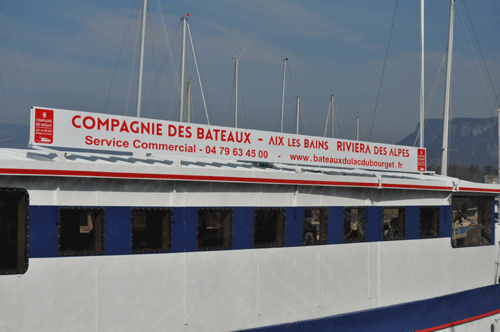 COMPAGNIE DES BATEAUX - AIX LES BAINS RIVIERA DES ALPES
Service Commercial - 04 79 63 45 00 - www.bateauxdulacdubourget.fr